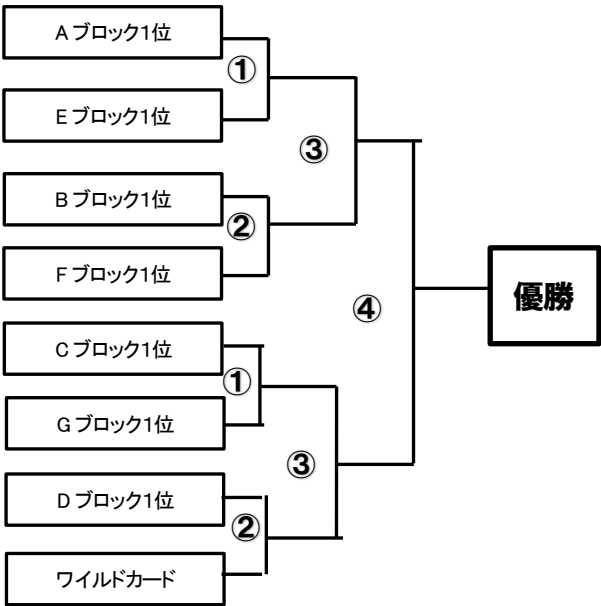 A ブロック1位
①
E ブロック1位
③
B ブロック1位
②
F ブロック1位
④
優勝
C ブロック1位
①
G ブロック1位
③
D ブロック1位
②
ワイルドカード